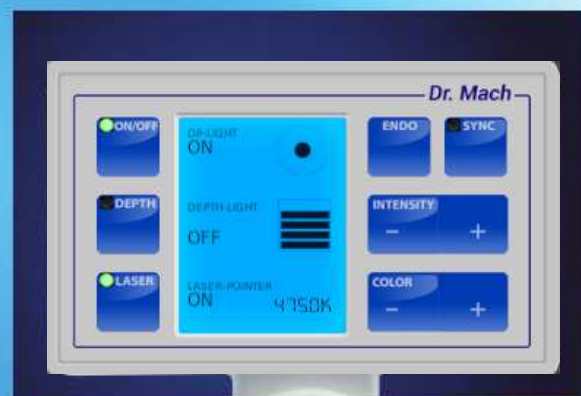 Dr. Mach
ON/OFF
OP-LIGHT
ON
ENDO
SYNC
DEPTH
DEPTH-LIGHT
OFF
INTENSITY
- +
LASER
LASER-POINTER
ON
4750K
COLOR
- +